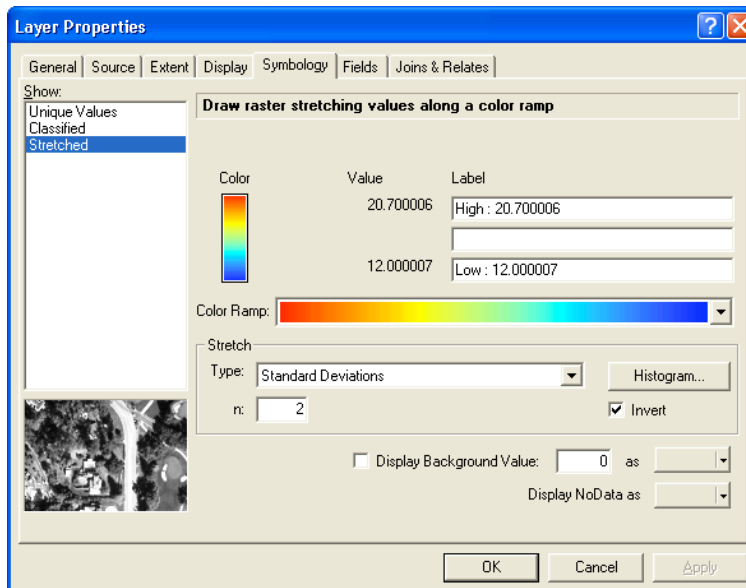 Layer Properties
General Source Extent Display Symbology Fields Joins & Relates
Show:
Unique Values
Classified
Stretched
Draw raster stretching values along a color ramp
Color Value Label
20.700006 High : 20.700006
12.000007 Low : 12.000007
Color Ramp:
Stretch
Type: Standard Deviations Histogram...
n: 2 Invert
Display Background Value: 0 as
Display NoData as
OK Cancel Apply